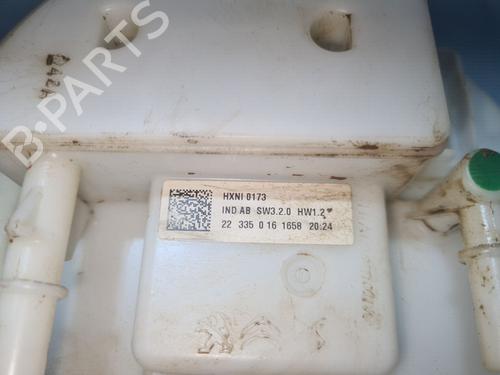 B-PARTS
HXNI 0173
IND AB SW3.2.0 HW1.2
22 335 0 16 1658 20:24